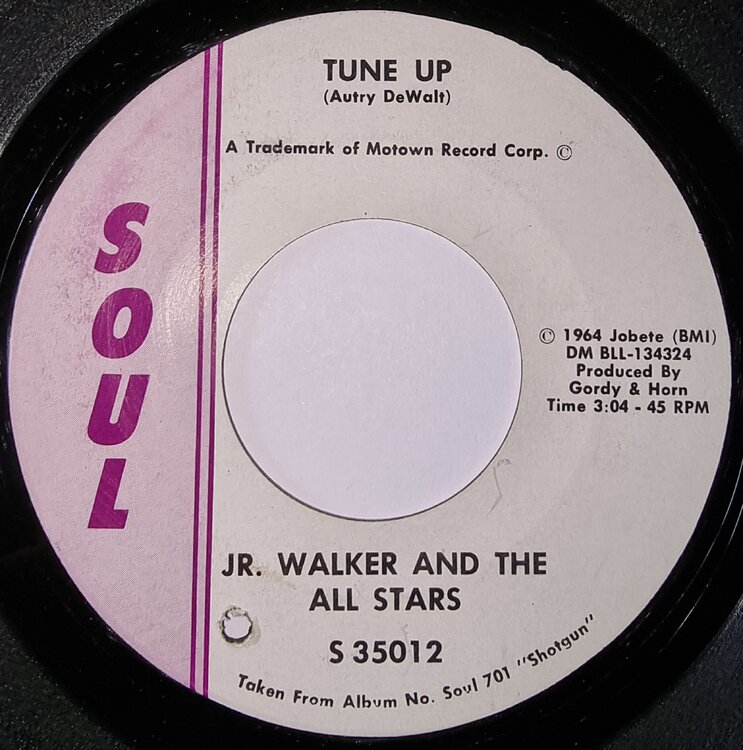 TUNE UP
(Autry DeWalt)
A Trademark of Motown Record Corp. ©
SOUL
© 1964 Jobete (BMI)
DM BLL-134324
Produced By
Gordy & Horn
Time 3:04 - 45 RPM
JR. WALKER AND THE
ALL STARS
S 35012
Taken From Album No. Soul 701 "Shotgun"